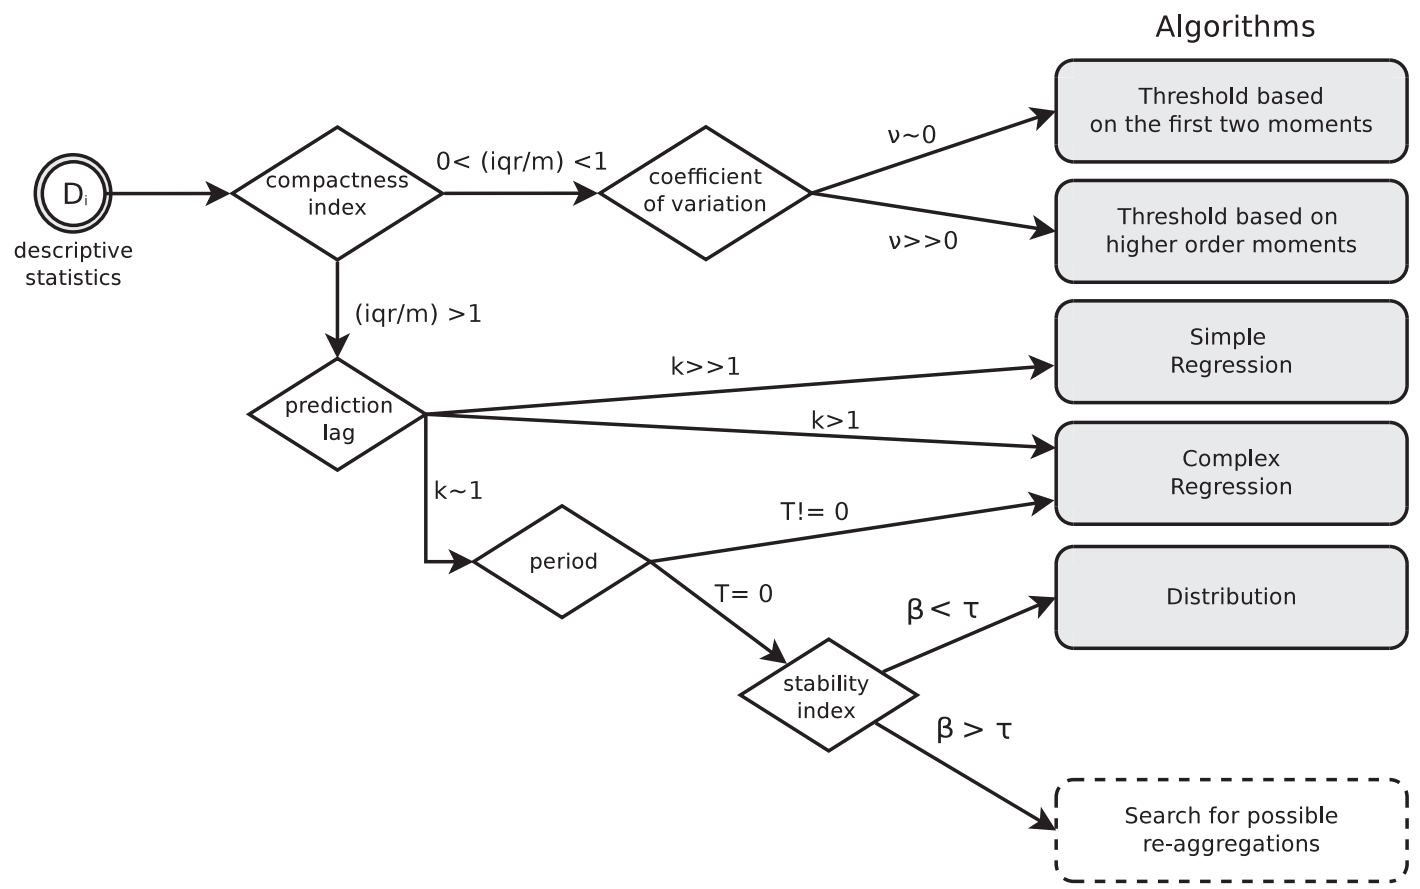 Algorithms
Threshold based
on the first two moments
ν~0
0< (iqr/m) <1
compactness
index
coefficient
of variation
Di
descriptive
statistics
Threshold based on
higher order moments
ν>>0
(iqr/m) >1
Simple
Regression
k>>1
prediction
lag
k>1
Complex
Regression
k~1
T!= 0
period
T= 0
β < τ
Distribution
stability
index
β > τ
Search for possible
re-aggregations